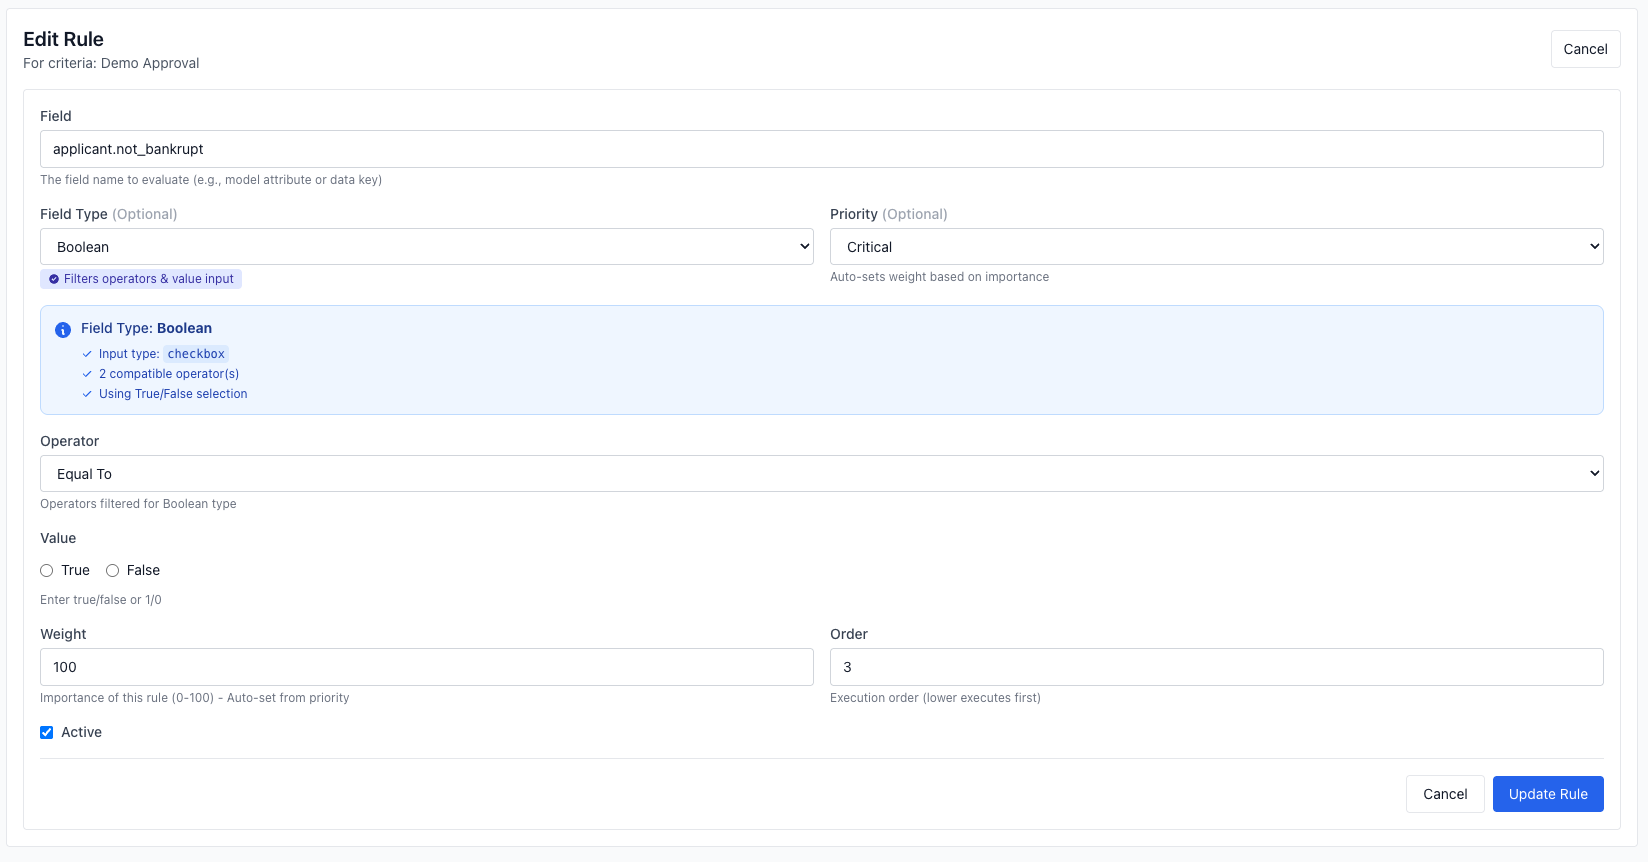 Edit Rule
For criteria: Demo Approval
Cancel
Field
applicant.not_bankrupt
The field name to evaluate (e.g., model attribute or data key)
Field Type (Optional)
Boolean
Filters operators & value input
Priority (Optional)
Critical
Auto-sets weight based on importance
Field Type: Boolean
Input type: checkbox
2 compatible operator(s)
Using True/False selection
Operator
Equal To
Operators filtered for Boolean type
Value
True False
Enter true/false or 1/0
Weight
100
Importance of this rule (0-100) - Auto-set from priority
Order
3
Execution order (lower executes first)
Active
Cancel Update Rule